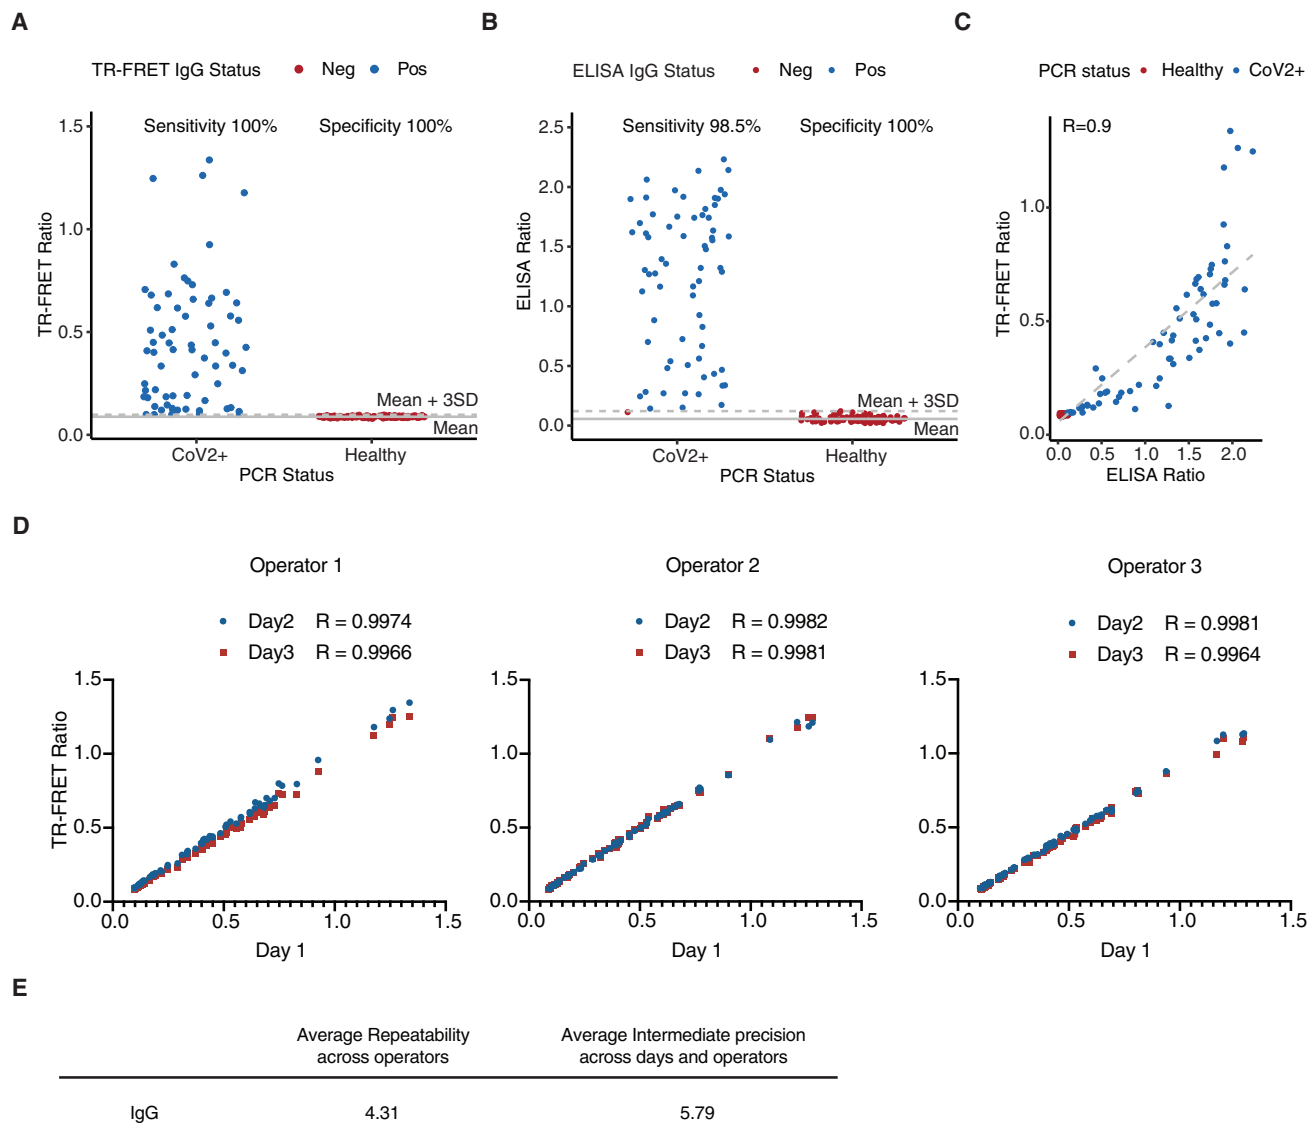 A
TR-FRET IgG Status Neg Pos
Sensitivity 100% Specificity 100%
TR-FRET Ratio
1.5
1.0
0.5
0.0
Mean + 3SD
Mean
CoV2+ Healthy
PCR Status
B
ELISA IgG Status Neg Pos
Sensitivity 98.5% Specificity 100%
ELISA Ratio
2.5
2.0
1.5
1.0
0.5
0.0
Mean + 3SD
Mean
CoV2+ Healthy
PCR Status
C
PCR status Healthy CoV2+
R=0.9
TR-FRET Ratio
1.0
0.5
0.0
0.0 0.5 1.0 1.5 2.0
ELISA Ratio
D
Operator 1
Day2 R = 0.9974
Day3 R = 0.9966
TR-FRET Ratio
1.5
1.0
0.5
0.0
0.0 0.5 1.0 1.5
Day 1
Operator 2
Day2 R = 0.9982
Day3 R = 0.9981
1.5
1.0
0.5
0.0
0.0 0.5 1.0 1.5
Day 1
Operator 3
Day2 R = 0.9981
Day3 R = 0.9964
1.5
1.0
0.5
0.0
0.0 0.5 1.0 1.5
Day 1
E
Average Repeatability
across operators
Average Intermediate precision
across days and operators
IgG 4.31 5.79